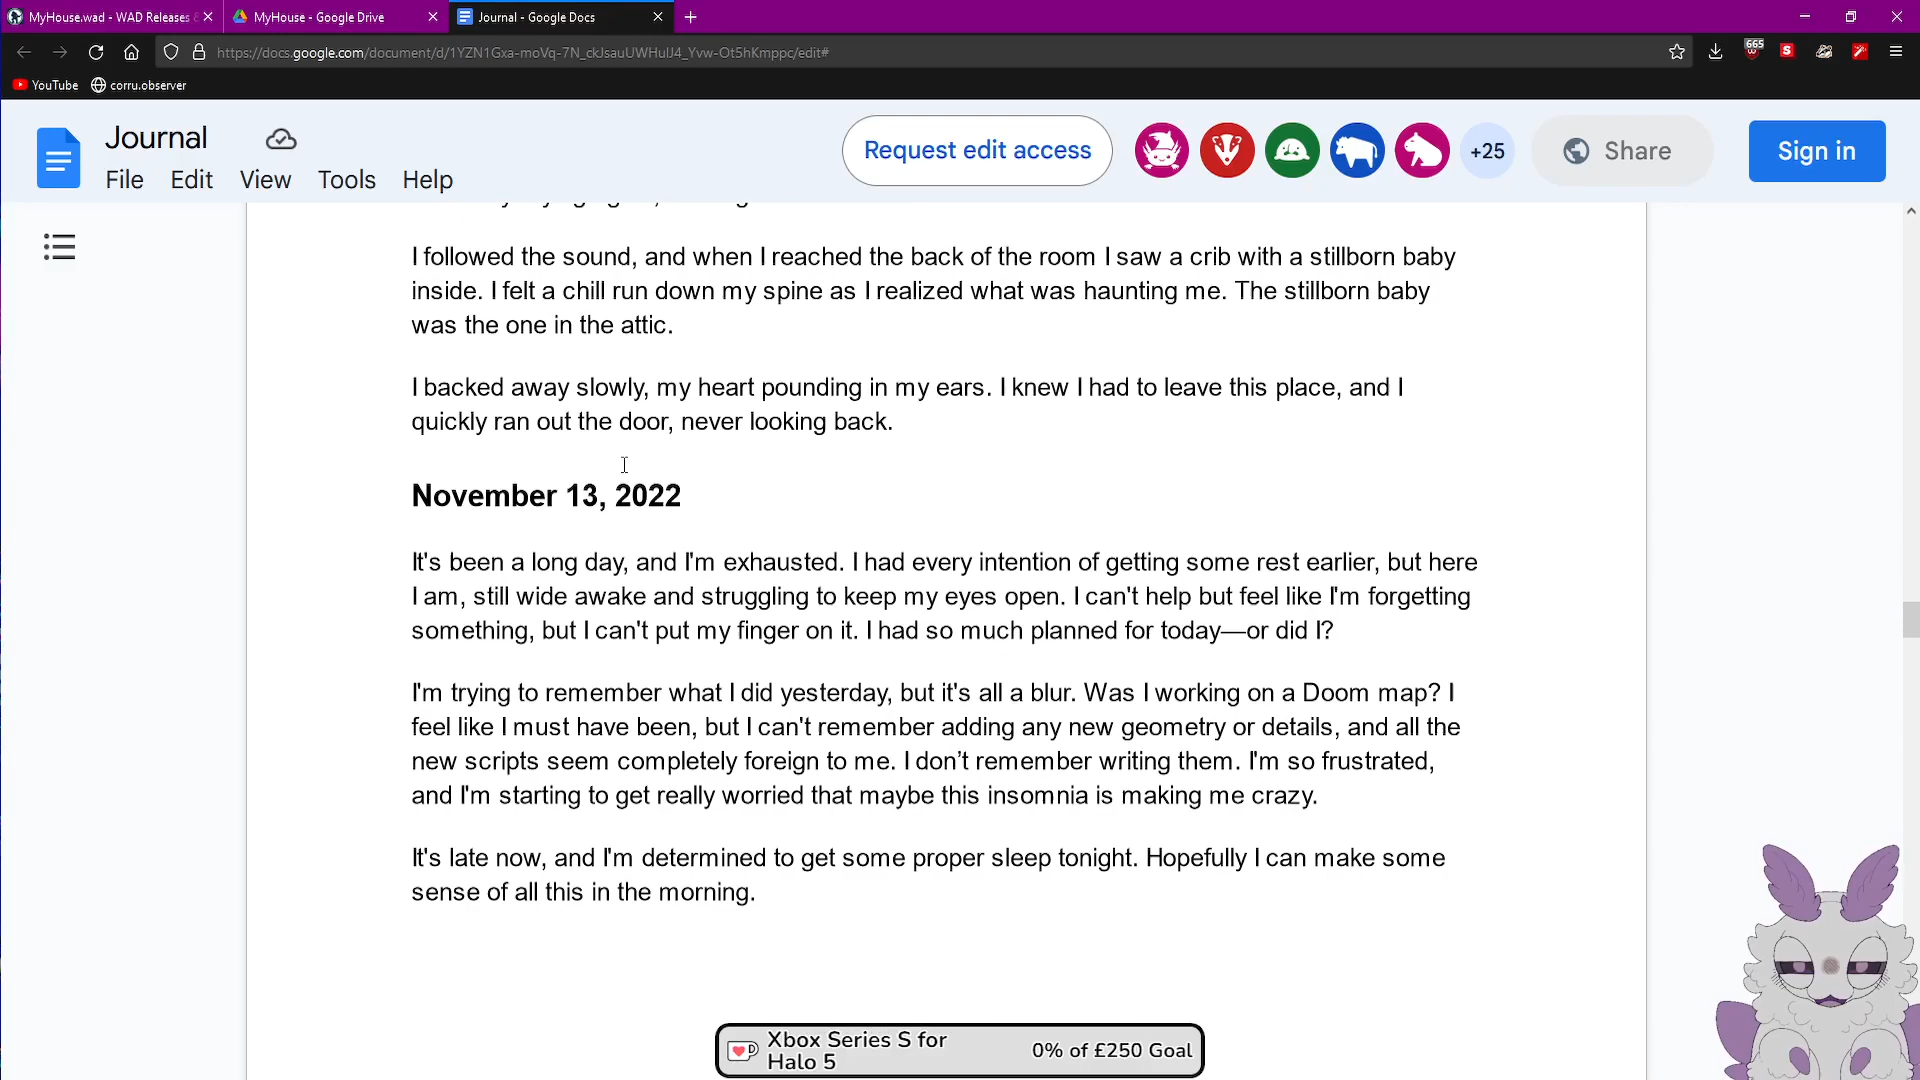 MyHouse.wad - WAD Releases
MyHouse - Google Drive
Journal - Google Docs
https://docs.google.com/document/d/1YZN1Gxa-moVq-7N_ckJsauUWHulJ4_Yvw-Ot5hKmppc/edit#
665
S
YouTube
corru.observer
Journal
File Edit View Tools Help
Request edit access
+25
Share
Sign in
I followed the sound, and when I reached the back of the room I saw a crib with a stillborn baby
inside. I felt a chill run down my spine as I realized what was haunting me. The stillborn baby
was the one in the attic.
I backed away slowly, my heart pounding in my ears. I knew I had to leave this place, and I
quickly ran out the door, never looking back.
November 13, 2022
It's been a long day, and I'm exhausted. I had every intention of getting some rest earlier, but here
I am, still wide awake and struggling to keep my eyes open. I can't help but feel like I'm forgetting
something, but I can't put my finger on it. I had so much planned for today—or did I?
I'm trying to remember what I did yesterday, but it's all a blur. Was I working on a Doom map? I
feel like I must have been, but I can't remember adding any new geometry or details, and all the
new scripts seem completely foreign to me. I don’t remember writing them. I'm so frustrated,
and I'm starting to get really worried that maybe this insomnia is making me crazy.
It's late now, and I'm determined to get some proper sleep tonight. Hopefully I can make some
sense of all this in the morning.
Xbox Series S for
Halo 5
0% of £250 Goal